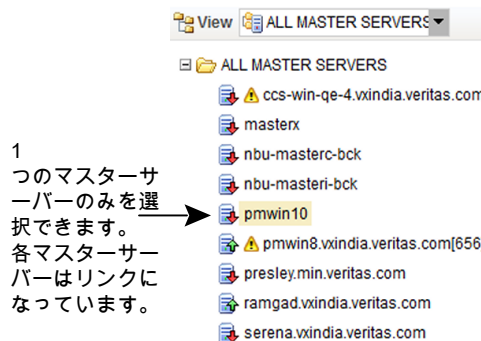 View ALL MASTER SERVERS
ALL MASTER SERVERS
ccs-win-qe-4.vxindia.veritas.com
masterx
nbu-masterc-bck
nbu-masteri-bck
pmwin10
pmwin8.vxindia.veritas.com[656
presley.min.veritas.com
ramgad.vxindia.veritas.com
serena.vxindia.veritas.com
1
つのマスターサ
ーバーのみを選
択できます。
各マスターサー
バーはリンクに
なっています。